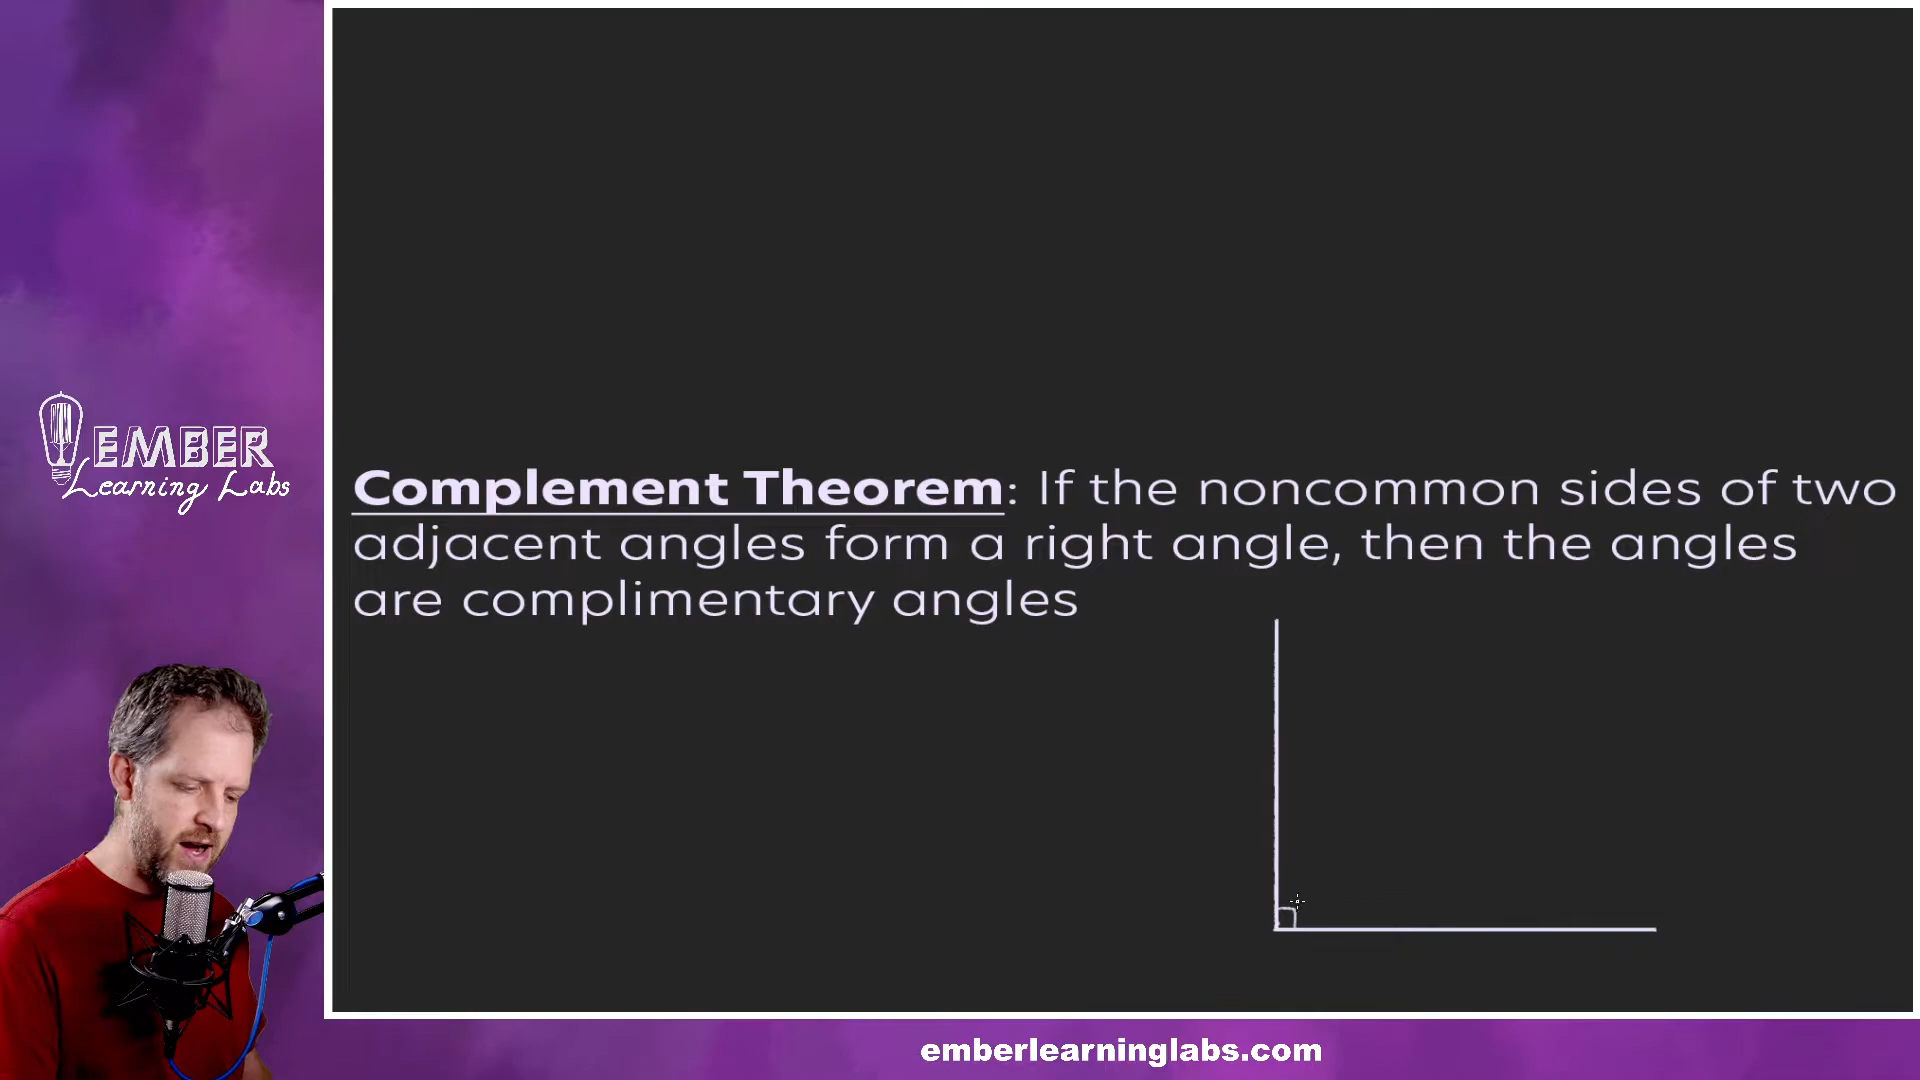 EMBER
Learning Labs
Complement Theorem: If the noncommon sides of two
adjacent angles form a right angle, then the angles
are complimentary angles
emberlearninglabs.com